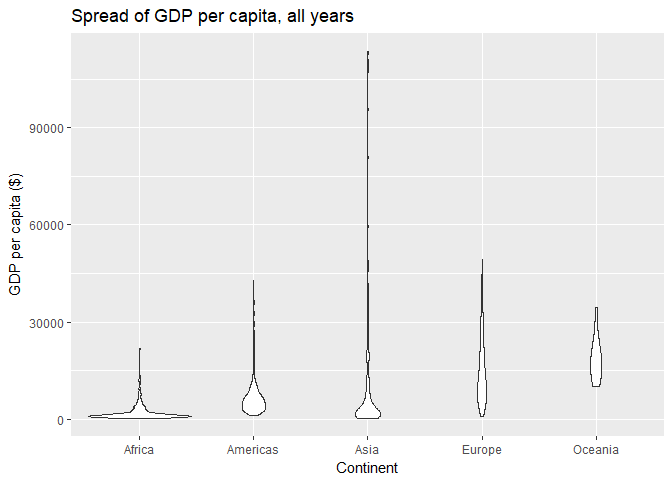 Spread of GDP per capita, all years
GDP per capita ($)
90000
60000
30000
0
Africa Americas Asia Europe Oceania
Continent